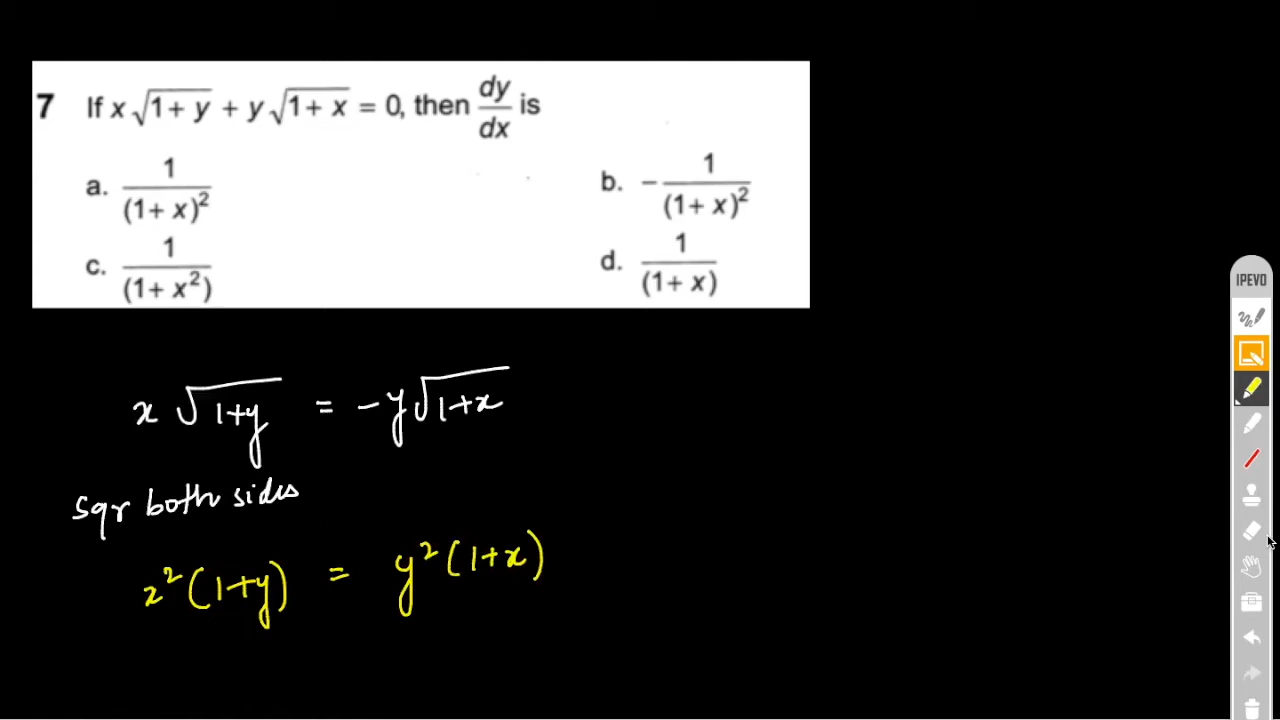 7 If x √(1 + y) + y √(1 + x) = 0, then dy/dx is
a. 1/(1+ x)² b. − 1/(1+ x)²
c. 1/(1+ x²) d. 1/(1+ x)
x √(1+y) = −y √(1+x)
Sqr both sides
x² (1+y) = y² (1+x)
IPEVO